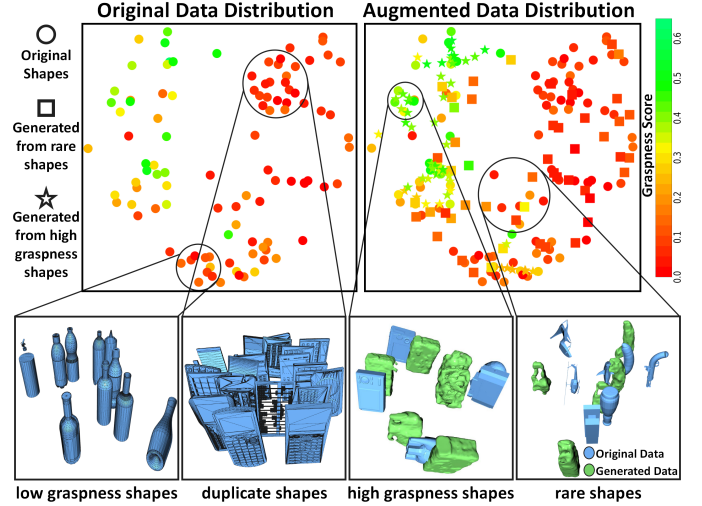 Original Data Distribution
Augmented Data Distribution
Original
Shapes
Generated
from rare
shapes
Generated
from high
graspness
shapes
0.6
0.5
0.4
0.3
0.2
0.1
0.0
Graspness Score
Original Data
Generated Data
low graspness shapes
duplicate shapes
high graspness shapes
rare shapes